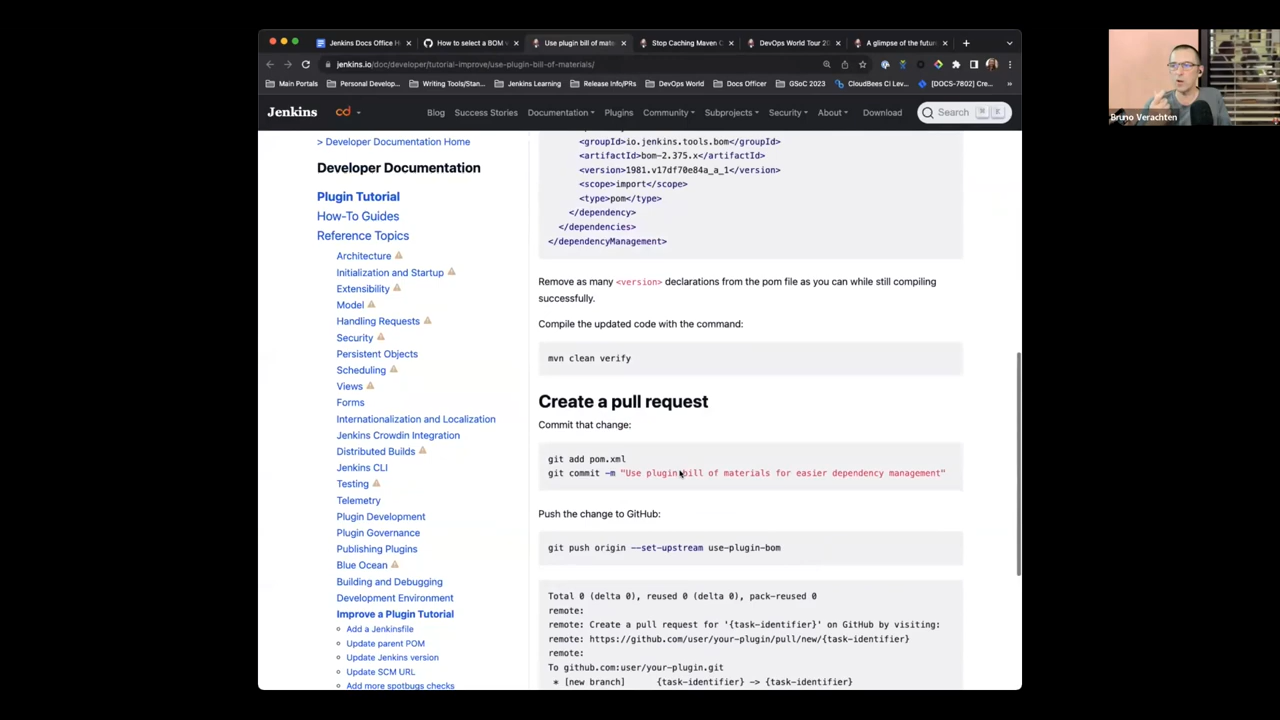 Jenkins Docs Office H
How to select a BOM v
Use plugin bill of mate
Stop Caching Maven C
DevOps World Tour 20
A glimpse of the future
jenkins.io/doc/developer/tutorial-improve/use-plugin-bill-of-materials/
Main Portals
Personal Develop...
Writing Tools/Stan...
Jenkins Learning
Release Info/PRs
DevOps World
Docs Officer
GSoC 2023
CloudBees CI Lev...
[DOCS-7802] Cre...
Jenkins
cd
Blog
Success Stories
Documentation
Plugins
Community
Subprojects
Security
About
Download
Search
K
> Developer Documentation Home
Developer Documentation
Plugin Tutorial
How-To Guides
Reference Topics
Architecture
Initialization and Startup
Extensibility
Model
Handling Requests
Security
Persistent Objects
Scheduling
Views
Forms
Internationalization and Localization
Jenkins Crowdin Integration
Distributed Builds
Jenkins CLI
Testing
Telemetry
Plugin Development
Plugin Governance
Publishing Plugins
Blue Ocean
Building and Debugging
Development Environment
Improve a Plugin Tutorial
Add a Jenkinsfile
Update parent POM
Update Jenkins version
Update SCM URL
Add more spotbugs checks
<groupId>io.jenkins.tools.bom</groupId>
<artifactId>bom-2.375.x</artifactId>
<version>1981.v17df70e84a_a_1</version>
<scope>import</scope>
<type>pom</type>
</dependency>
</dependencies>
</dependencyManagement>
Remove as many <version> declarations from the pom file as you can while still compiling
successfully.
Compile the updated code with the command:
mvn clean verify
Create a pull request
Commit that change:
git add pom.xml
git commit -m "Use plugin bill of materials for easier dependency management"
Push the change to GitHub:
git push origin --set-upstream use-plugin-bom
Total 0 (delta 0), reused 0 (delta 0), pack-reused 0
remote:
remote: Create a pull request for '{task-identifier}' on GitHub by visiting:
remote: https://github.com/user/your-plugin/pull/new/{task-identifier}
remote:
To github.com:user/your-plugin.git
* [new branch] {task-identifier} -> {task-identifier}
Bruno Verachten